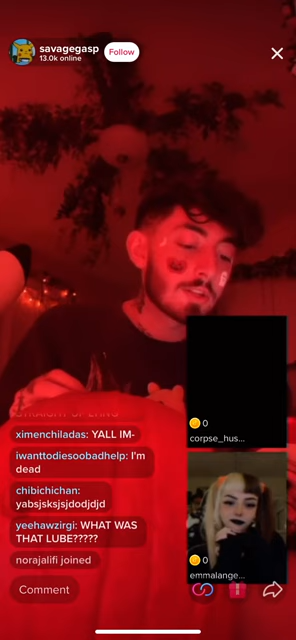 savagegasp
13.0k online
Follow
ximenchiladas: YALL IM-
iwanttodiesoobadhelp: I'm
dead
chibichichan:
yabsjsksjsjdodjdjd
yeehawzirgi: WHAT WAS
THAT LUBE?????
norajalifi joined
Comment
0
corpse_hus...
0
emmalange...